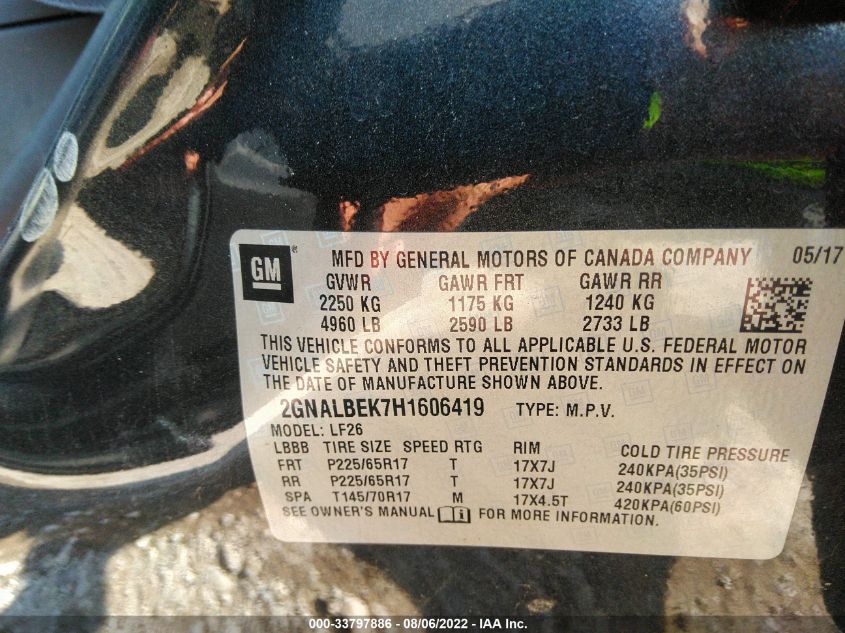 GM ® MFD BY GENERAL MOTORS OF CANADA COMPANY 05/17
GVWR GAWR FRT GAWR RR
2250 KG 1175 KG 1240 KG
4960 LB 2590 LB 2733 LB
THIS VEHICLE CONFORMS TO ALL APPLICABLE U.S. FEDERAL MOTOR
VEHICLE SAFETY AND THEFT PREVENTION STANDARDS IN EFFECT ON
THE DATE OF MANUFACTURE SHOWN ABOVE.
2GNALBEK7H1606419 TYPE: M.P.V.
MODEL: LF26
LBBB TIRE SIZE SPEED RTG RIM COLD TIRE PRESSURE
FRT P225/65R17 T 17X7J 240KPA(35PSI)
RR P225/65R17 T 17X7J 240KPA(35PSI)
SPA T145/70R17 M 17X4.5T 420KPA(60PSI)
SEE OWNER'S MANUAL FOR MORE INFORMATION.
000-33797886 - 08/06/2022 - IAA Inc.